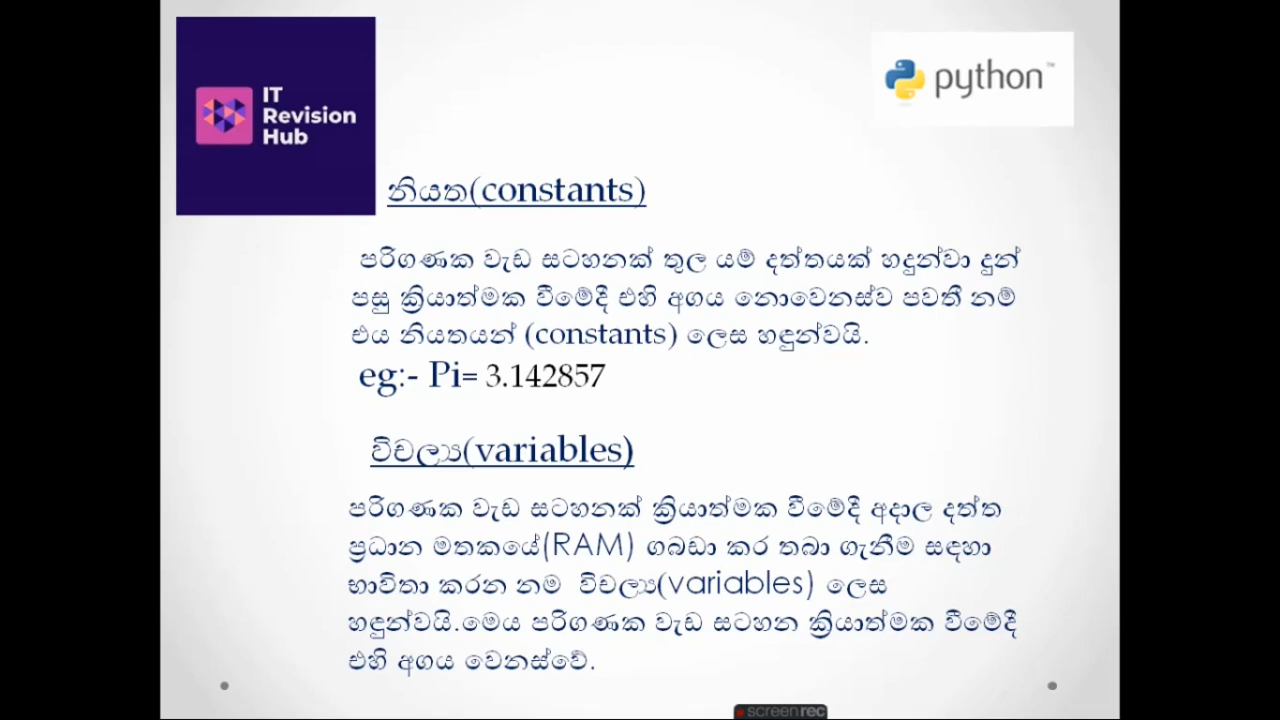 IT
Revision
Hub
python™
නියත(constants)
පරිගණක වැඩ සටහනක් තුල යම් දත්තයක් හදුන්වා දුන්
පසු ක්‍රියාත්මක වීමේදී එහි අගය නොවෙනස්ව පවතී නම්
එය නියතයන් (constants) ලෙස හඳුන්වයි.
eg:- Pi= 3.142857
විචල්‍ය(variables)
පරිගණක වැඩ සටහනක් ක්‍රියාත්මක වීමේදී අදාල දත්ත
ප්‍රධාන මතකයේ(RAM) ගබඩා කර තබා ගැනීම සඳහා
භාවිතා කරන නම විචල්‍ය(variables) ලෙස
හඳුන්වයි.මෙය පරිගණක වැඩ සටහන ක්‍රියාත්මක වීමේදී
එහි අගය වෙනස්වේ.
screenrec